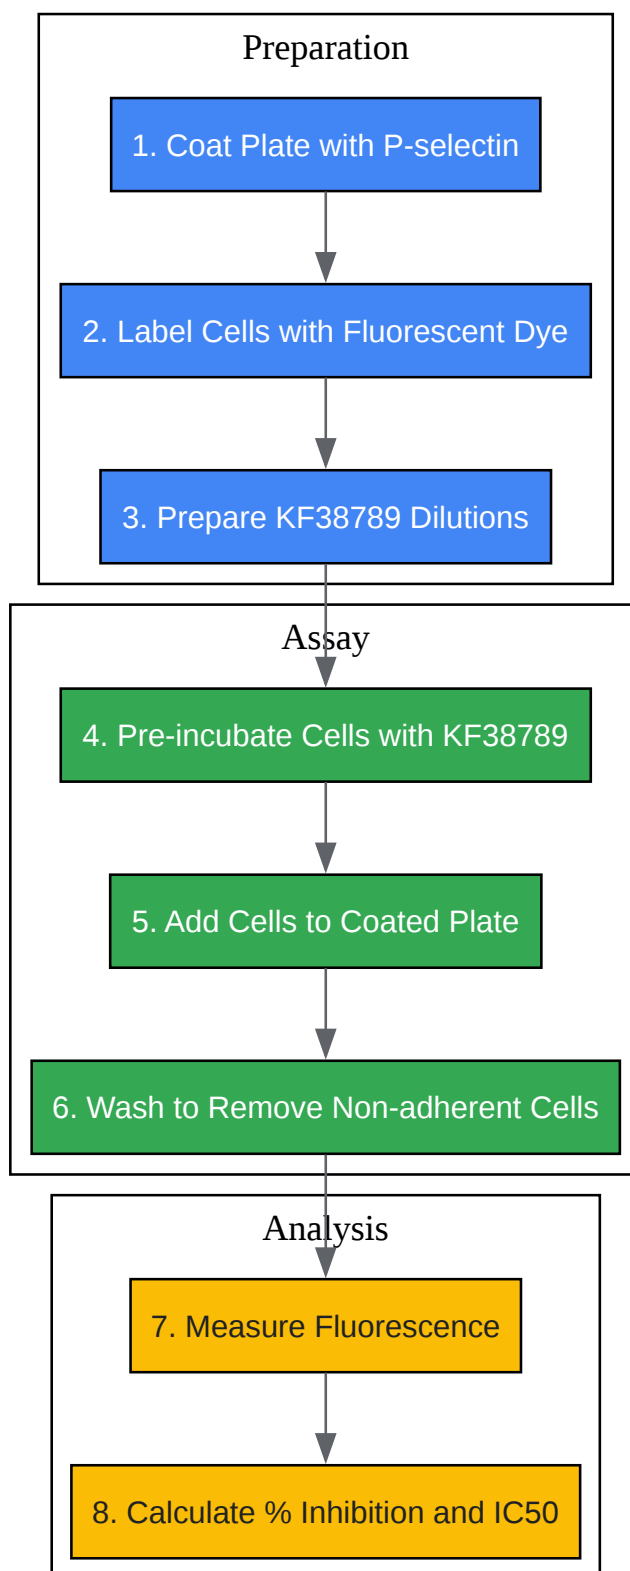 Preparation
1. Coat Plate with P-selectin
2. Label Cells with Fluorescent Dye
3. Prepare KF38789 Dilutions
Assay
4. Pre-incubate Cells with KF38789
5. Add Cells to Coated Plate
6. Wash to Remove Non-adherent Cells
Analysis
7. Measure Fluorescence
8. Calculate % Inhibition and IC50